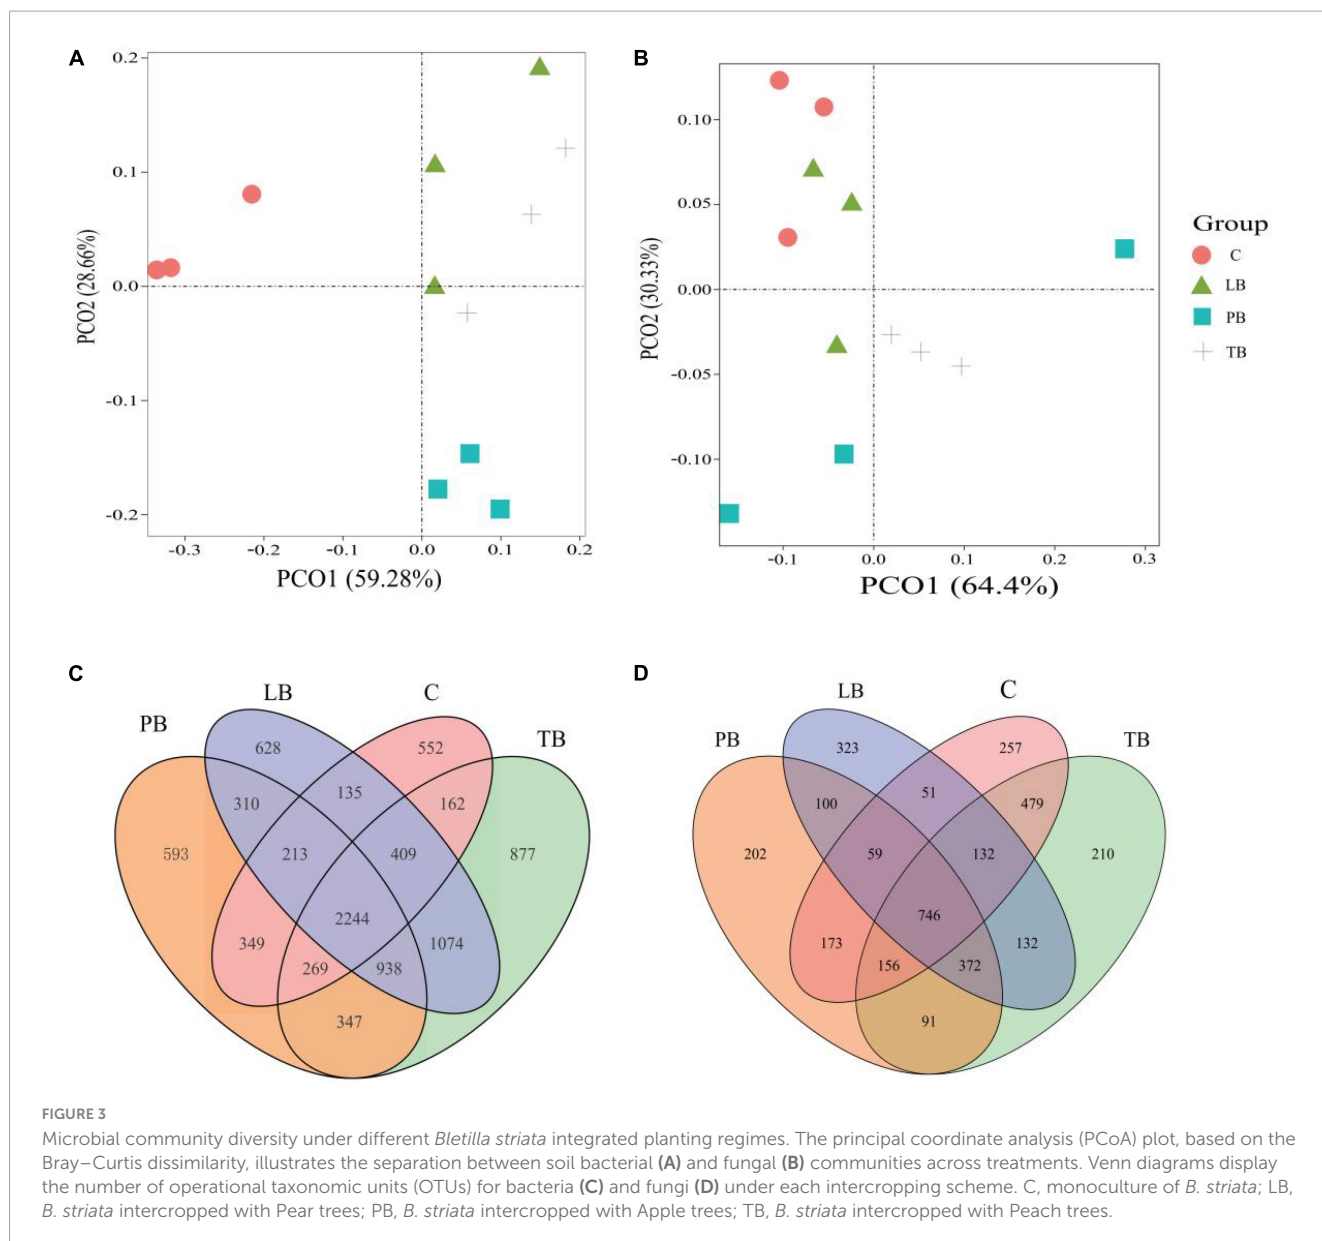 A
0.2
0.1
0.0
-0.1
-0.2
PCO2 (28.66%)
-0.3 -0.2 -0.1 0.0 0.1 0.2
PCO1 (59.28%)
B
0.10
0.05
0.00
-0.05
-0.10
PCO2 (30.33%)
-0.1 0.0 0.1 0.2 0.3
PCO1 (64.4%)
Group
C
LB
PB
TB
C
PB LB C TB
628 552
310 135 162
593 213 409 877
2244
349 1074
269 938
347
D
PB LB C TB
323 257
100 51 479
202 59 132 210
746
173 132
156 372
91
FIGURE 3
Microbial community diversity under different Bletilla striata integrated planting regimes. The principal coordinate analysis (PCoA) plot, based on the
Bray–Curtis dissimilarity, illustrates the separation between soil bacterial (A) and fungal (B) communities across treatments. Venn diagrams display
the number of operational taxonomic units (OTUs) for bacteria (C) and fungi (D) under each intercropping scheme. C, monoculture of B. striata; LB,
B. striata intercropped with Pear trees; PB, B. striata intercropped with Apple trees; TB, B. striata intercropped with Peach trees.